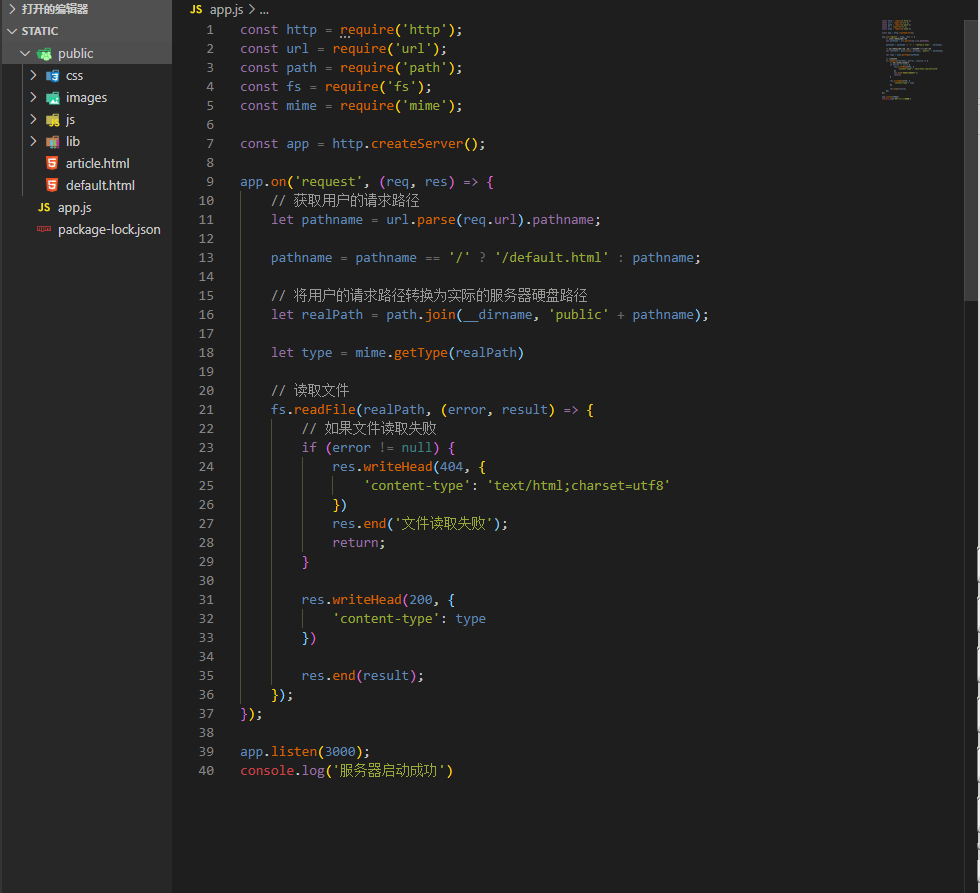 打开的编辑器
STATIC
public
css
images
js
lib
article.html
default.html
JS app.js
package-lock.json
JS app.js > ...
1 const http = require('http');
2 const url = require('url');
3 const path = require('path');
4 const fs = require('fs');
5 const mime = require('mime');
6
7 const app = http.createServer();
8
9 app.on('request', (req, res) => {
10 // 获取用户的请求路径
11 let pathname = url.parse(req.url).pathname;
12
13 pathname = pathname == '/' ? '/default.html' : pathname;
14
15 // 将用户的请求路径转换为实际的服务器硬盘路径
16 let realPath = path.join(__dirname, 'public' + pathname);
17
18 let type = mime.getType(realPath)
19
20 // 读取文件
21 fs.readFile(realPath, (error, result) => {
22 // 如果文件读取失败
23 if (error != null) {
24 res.writeHead(404, {
25 'content-type': 'text/html;charset=utf8'
26 })
27 res.end('文件读取失败');
28 return;
29 }
30
31 res.writeHead(200, {
32 'content-type': type
33 })
34
35 res.end(result);
36 });
37 });
38
39 app.listen(3000);
40 console.log('服务器启动成功')